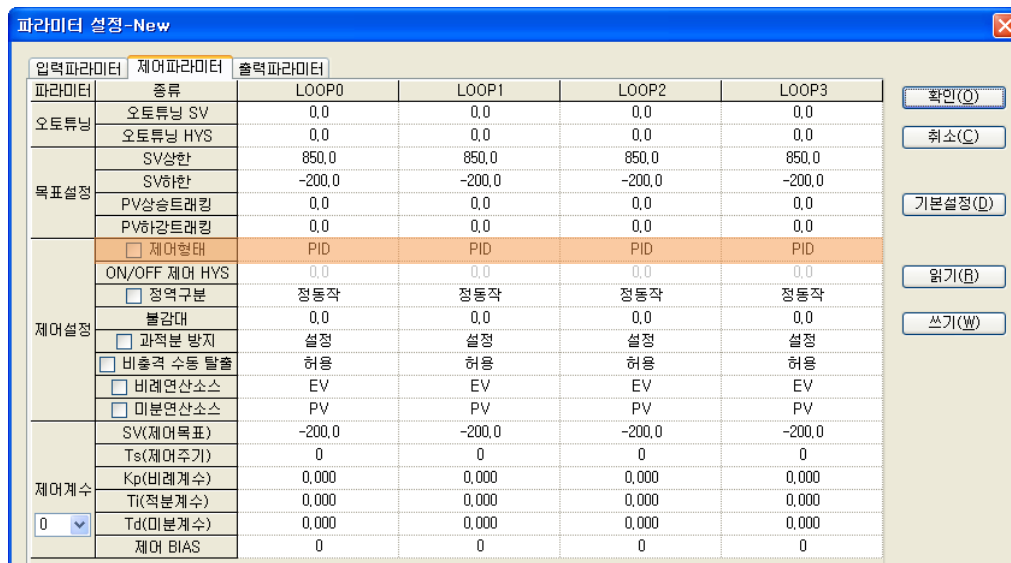 파라미터 설정-New
입력파라미터 제어파라미터 출력파라미터
파라미터 종류 LOOP0 LOOP1 LOOP2 LOOP3
오토튜닝
오토튜닝 SV 0,0 0,0 0,0 0,0
오토튜닝 HYS 0,0 0,0 0,0 0,0
목표설정
SV상한 850,0 850,0 850,0 850,0
SV하한 -200,0 -200,0 -200,0 -200,0
PV상승트래킹 0,0 0,0 0,0 0,0
PV하강트래킹 0,0 0,0 0,0 0,0
제어설정
제어형태 PID PID PID PID
ON/OFF 제어 HYS 0,0 0,0 0,0 0,0
정역구분 정동작 정동작 정동작 정동작
불감대 0,0 0,0 0,0 0,0
과적분 방지 설정 설정 설정 설정
비충격 수동 탈출 허용 허용 허용 허용
비례연산소스 EV EV EV EV
미분연산소스 PV PV PV PV
제어계수
0
SV(제어목표) -200,0 -200,0 -200,0 -200,0
Ts(제어주기) 0 0 0 0
Kp(비례계수) 0,000 0,000 0,000 0,000
Ti(적분계수) 0,000 0,000 0,000 0,000
Td(미분계수) 0,000 0,000 0,000 0,000
제어 BIAS 0 0 0 0
확인(O)
취소(C)
기본설정(D)
읽기(R)
쓰기(W)